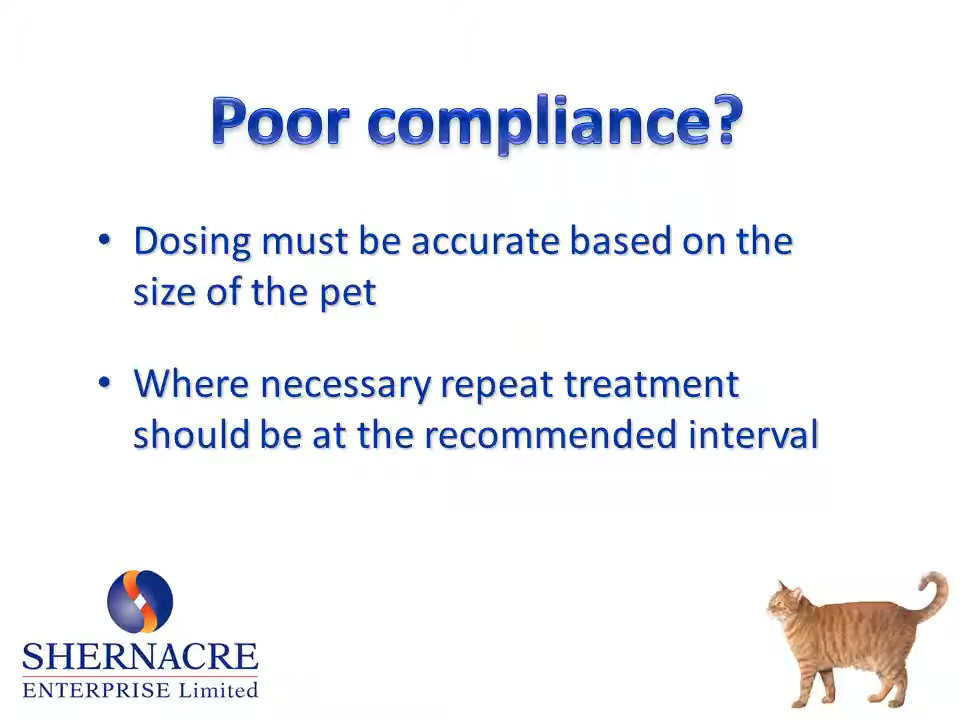 Poor compliance?
• Dosing must be accurate based on the
size of the pet
• Where necessary repeat treatment
should be at the recommended interval
SHERNACRE
ENTERPRISE Limited